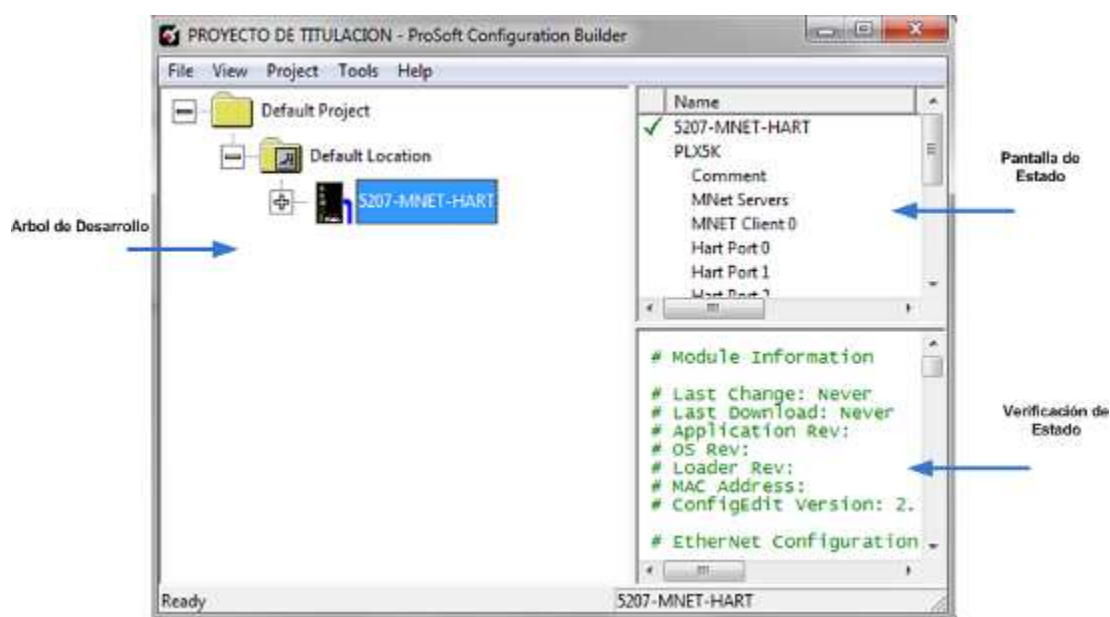 PROYECTO DE TITULACION - ProSoft Configuration Builder
File View Project Tools Help
Default Project
Default Location
5207-MNET-HART
Arbol de Desarrollo
Name
5207-MNET-HART
PLX5K
Comment
MNet Servers
MNET Client 0
Hart Port 0
Hart Port 1
Hart Port 2
Pantalla de
Estado
# Module Information
# Last Change: Never
# Last Download: Never
# Application Rev:
# OS Rev:
# Loader Rev:
# MAC Address:
# ConfigEdit Version: 2.
# EtherNet Configuration
Verificación de
Estado
Ready
5207-MNET-HART